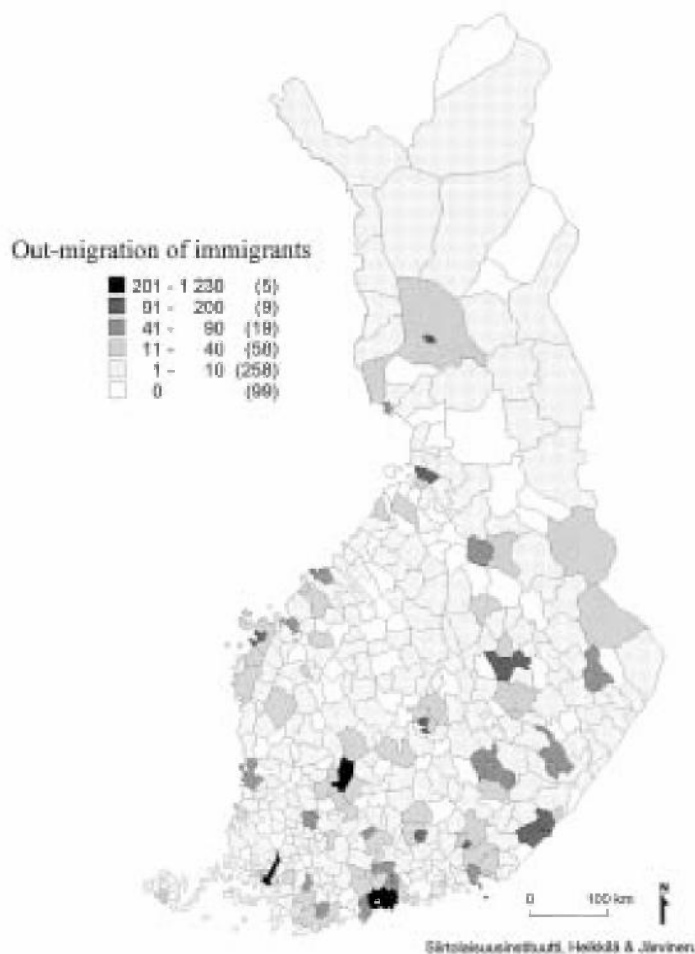 Out-migration of immigrants
201 - 1 230 (5)
91 - 200 (9)
41 - 90 (19)
11 - 40 (58)
1 - 10 (258)
0 (99)
N
0 100 km
Siirtolaisuusinstituutti, Heikkilä & Järvinen